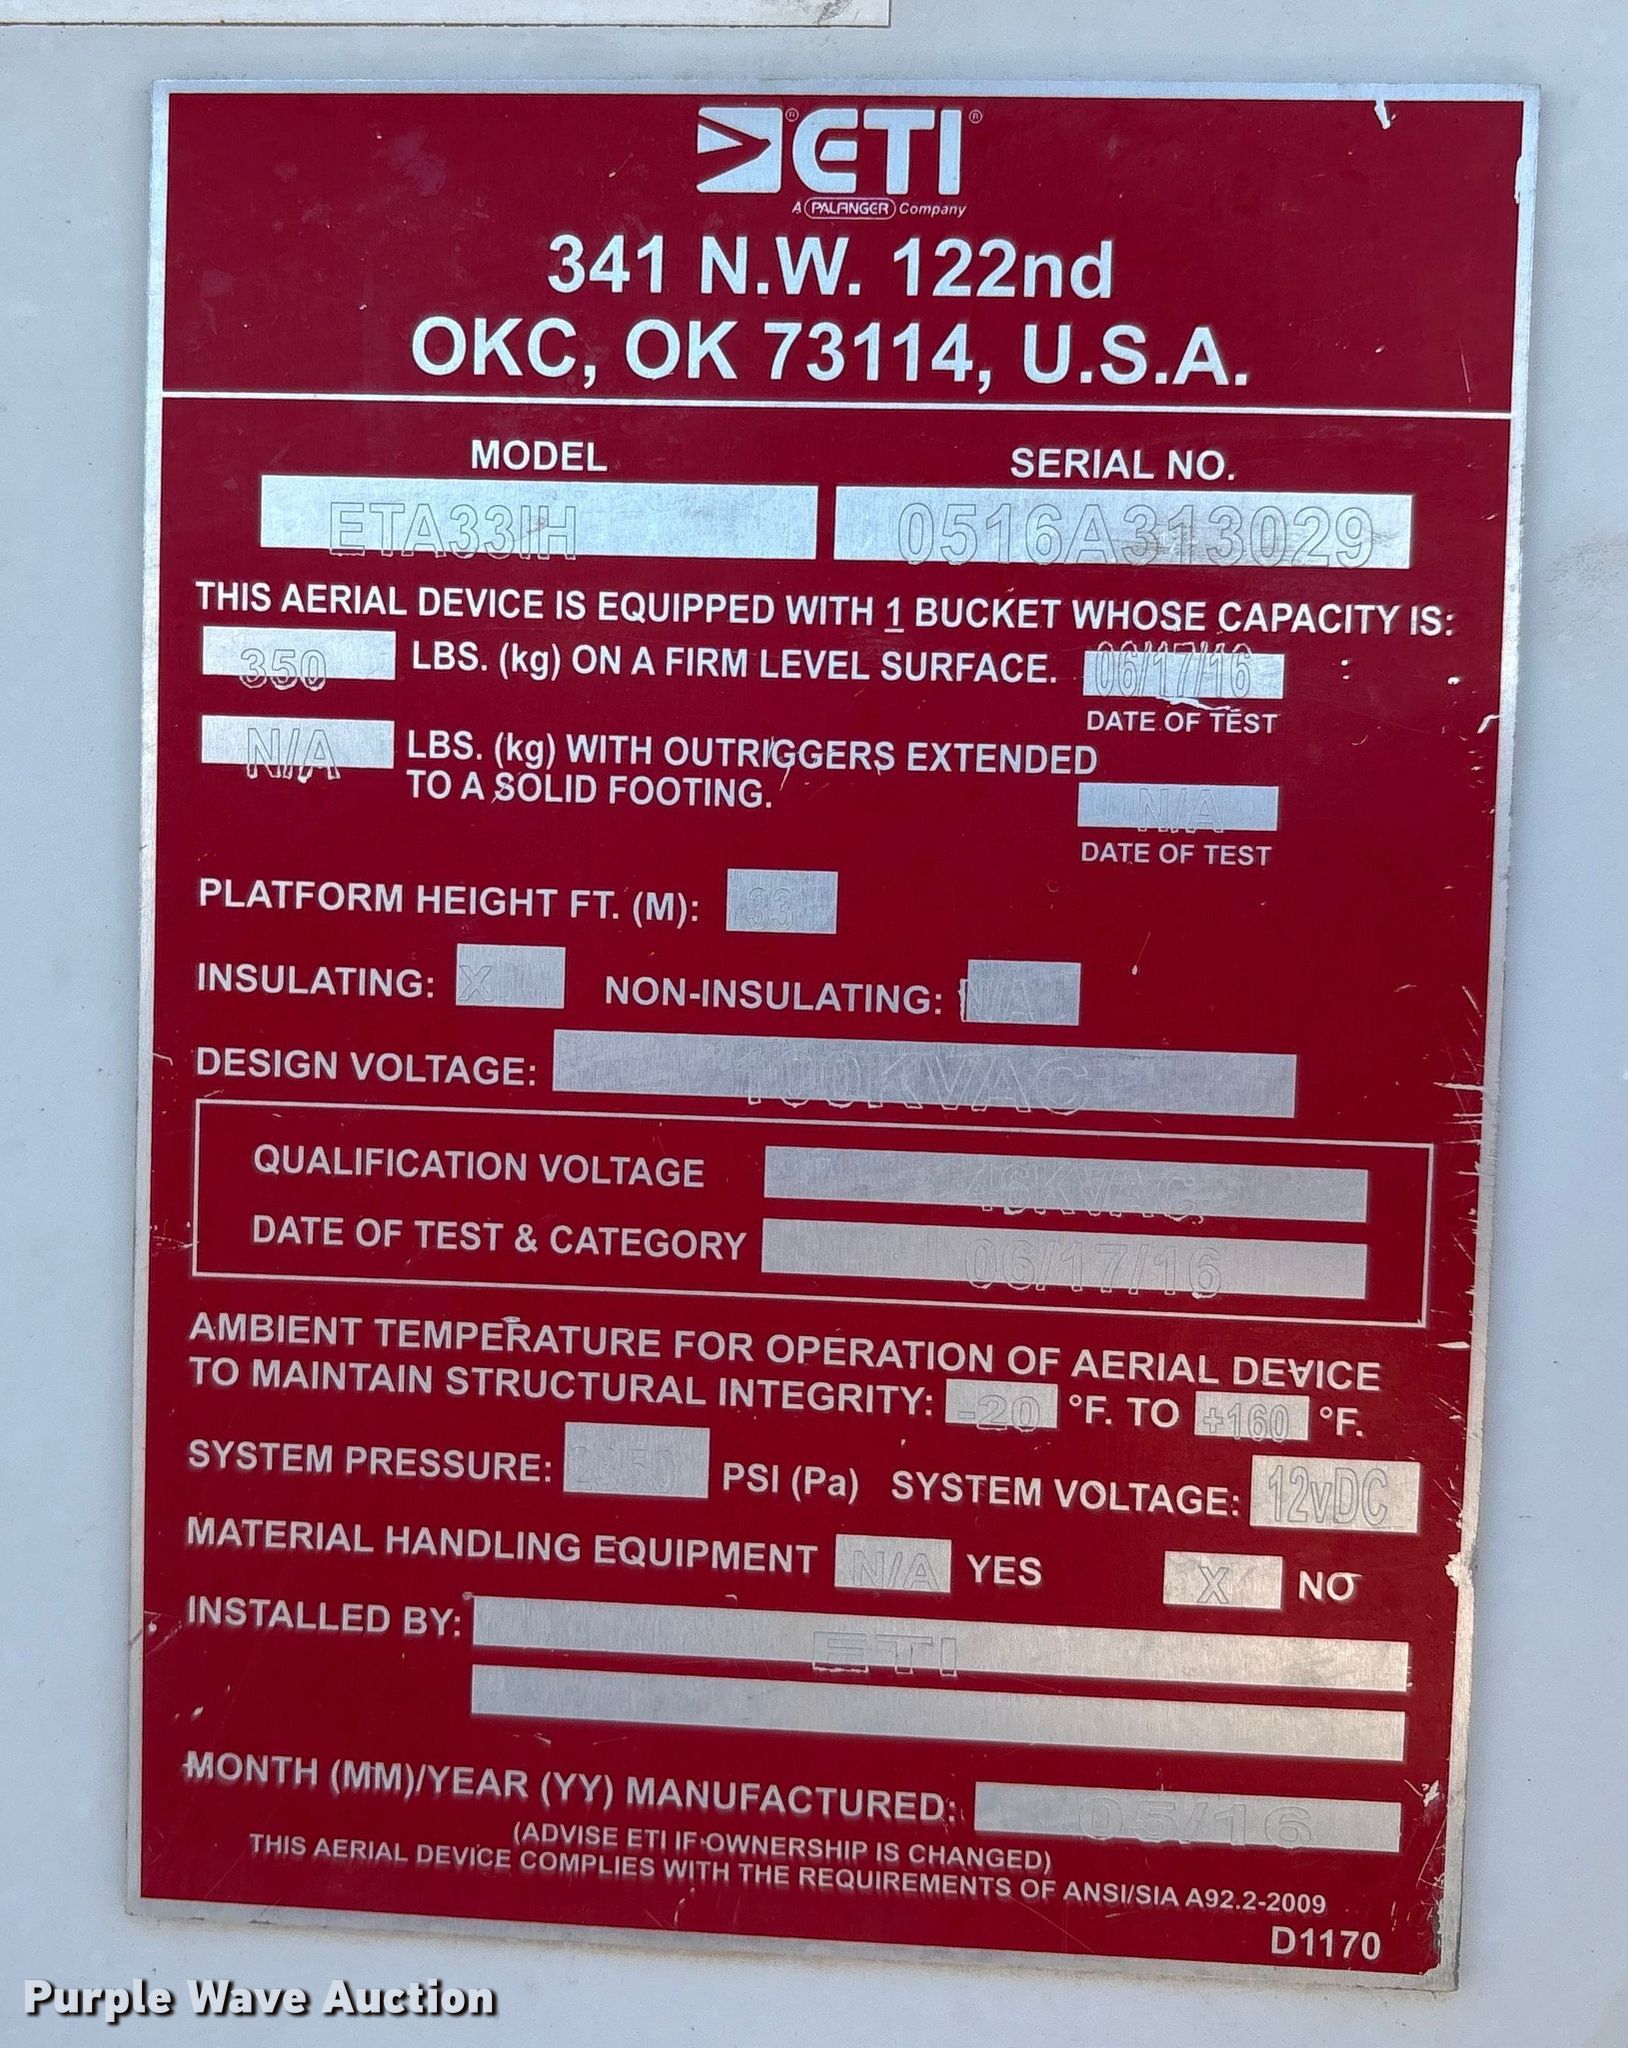 ETI
A PALFINGER Company
341 N.W. 122nd
OKC, OK 73114, U.S.A.
MODEL SERIAL NO.
ETA33IH 0516A313029
THIS AERIAL DEVICE IS EQUIPPED WITH 1 BUCKET WHOSE CAPACITY IS:
350 LBS. (kg) ON A FIRM LEVEL SURFACE. 06/17/16
DATE OF TEST
N/A LBS. (kg) WITH OUTRIGGERS EXTENDED
TO A SOLID FOOTING. N/A
DATE OF TEST
PLATFORM HEIGHT FT. (M): 33
INSULATING: X NON-INSULATING: N/A
DESIGN VOLTAGE: 100KVAC
QUALIFICATION VOLTAGE 46KVAC
DATE OF TEST & CATEGORY 06/17/16
AMBIENT TEMPERATURE FOR OPERATION OF AERIAL DEVICE
TO MAINTAIN STRUCTURAL INTEGRITY: -20 °F. TO +160 °F.
SYSTEM PRESSURE: PSI (Pa) SYSTEM VOLTAGE: 12vDC
MATERIAL HANDLING EQUIPMENT N/A YES X NO
INSTALLED BY: ETI
MONTH (MM)/YEAR (YY) MANUFACTURED: 05/16
(ADVISE ETI IF OWNERSHIP IS CHANGED)
THIS AERIAL DEVICE COMPLIES WITH THE REQUIREMENTS OF ANSI/SIA A92.2-2009
D1170
Purple Wave Auction